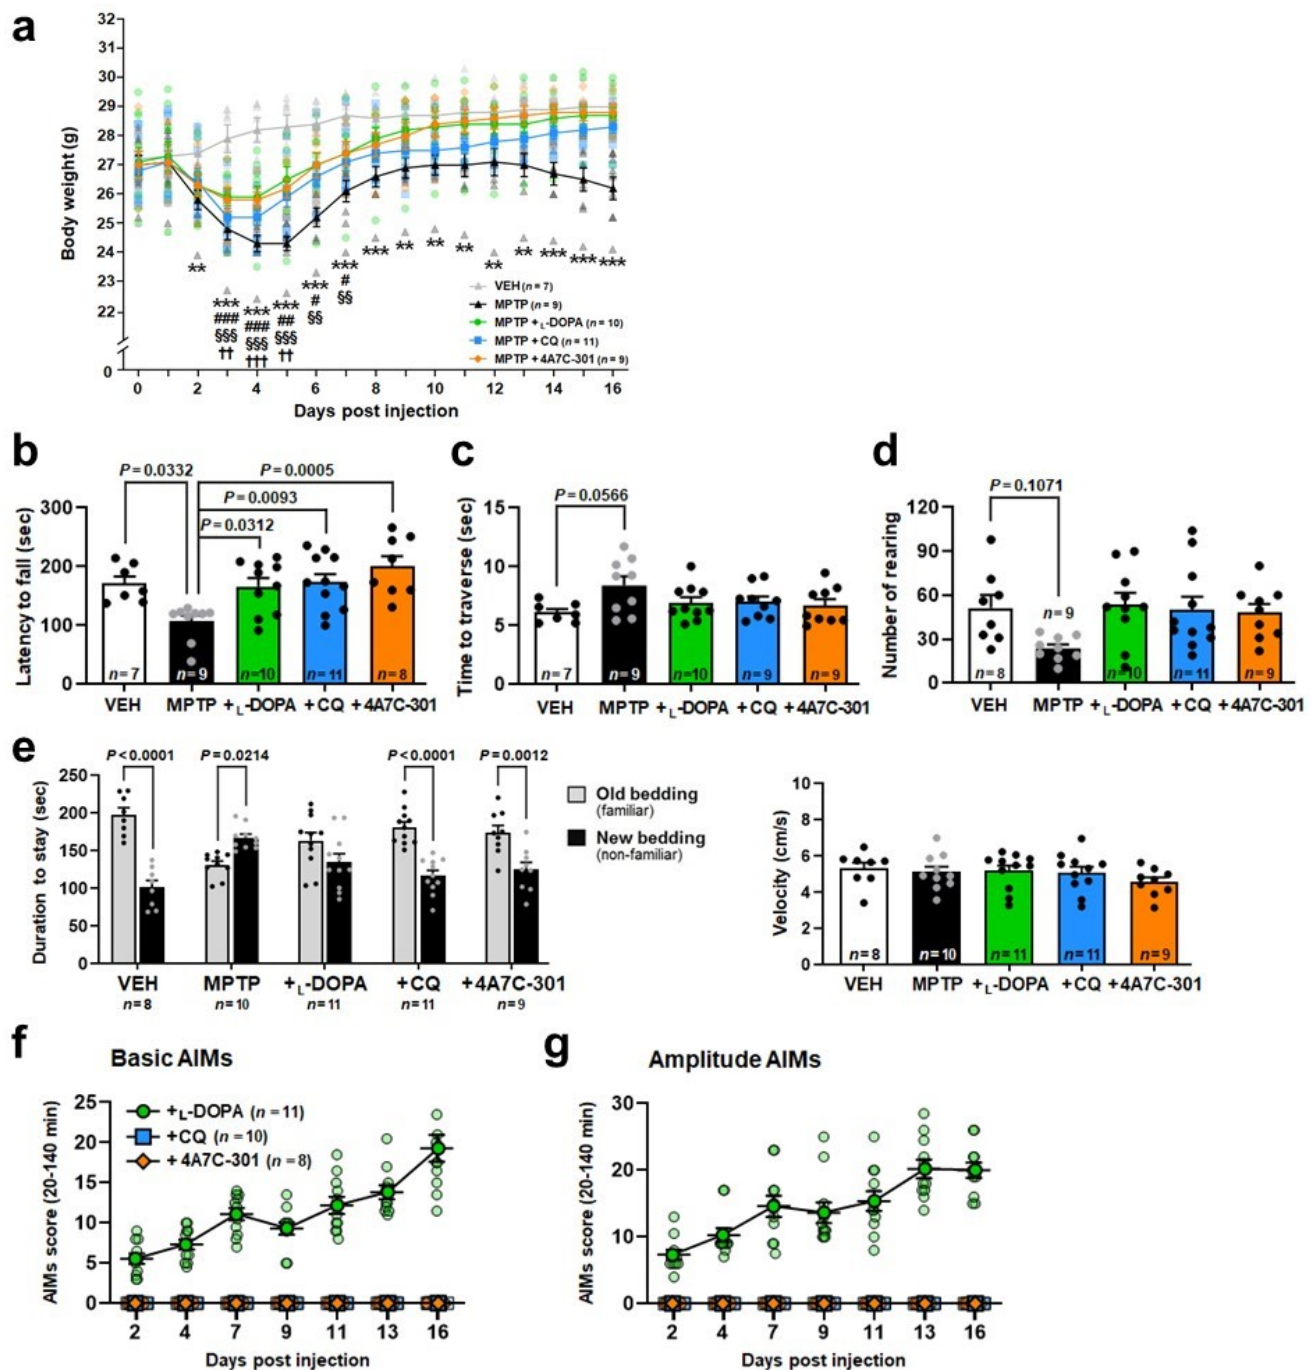 a
32
31
30
29
28
27
26
25
24
23
22
0
Body weight (g)
** *** ** ** ** ** ** *** *** ***
*** *** *** *** ***
### ### ## # #
§§§ §§§ §§§ §§ §§
†† ††† ††
VEH (n = 7)
MPTP (n = 9)
MPTP + L-DOPA (n = 10)
MPTP + CQ (n = 11)
MPTP + 4A7C-301 (n = 9)
0 2 4 6 8 10 12 14 16
Days post injection
b
P = 0.0332
P = 0.0005
P = 0.0093
P = 0.0312
Latency to fall (sec)
300
200
100
0
n=7 n=9 n=10 n=11 n=8
VEH MPTP +L-DOPA +CQ +4A7C-301
c
P = 0.0566
Time to traverse (sec)
15
10
5
0
n=7 n=9 n=10 n=9 n=9
VEH MPTP +L-DOPA +CQ +4A7C-301
d
P = 0.1071
Number of rearing
120
90
60
30
0
n=9
n=8 n=10 n=11 n=9
VEH MPTP +L-DOPA +CQ +4A7C-301
e
P < 0.0001 P = 0.0214 P < 0.0001 P = 0.0012
Duration to stay (sec)
250
200
150
100
50
0
VEH MPTP +L-DOPA +CQ +4A7C-301
n=8 n=10 n=11 n=11 n=9
Old bedding
(familiar)
New bedding
(non-familiar)
Velocity (cm/s)
10
8
6
4
2
0
n=8 n=10 n=11 n=11 n=9
VEH MPTP +L-DOPA +CQ +4A7C-301
f
Basic AIMs
AIMs score (20-140 min)
25
20
15
10
5
0
+L-DOPA (n = 11)
+CQ (n = 10)
+ 4A7C-301 (n = 8)
2 4 7 9 11 13 16
Days post injection
g
Amplitude AIMs
AIMs score (20-140 min)
30
20
10
0
2 4 7 9 11 13 16
Days post injection